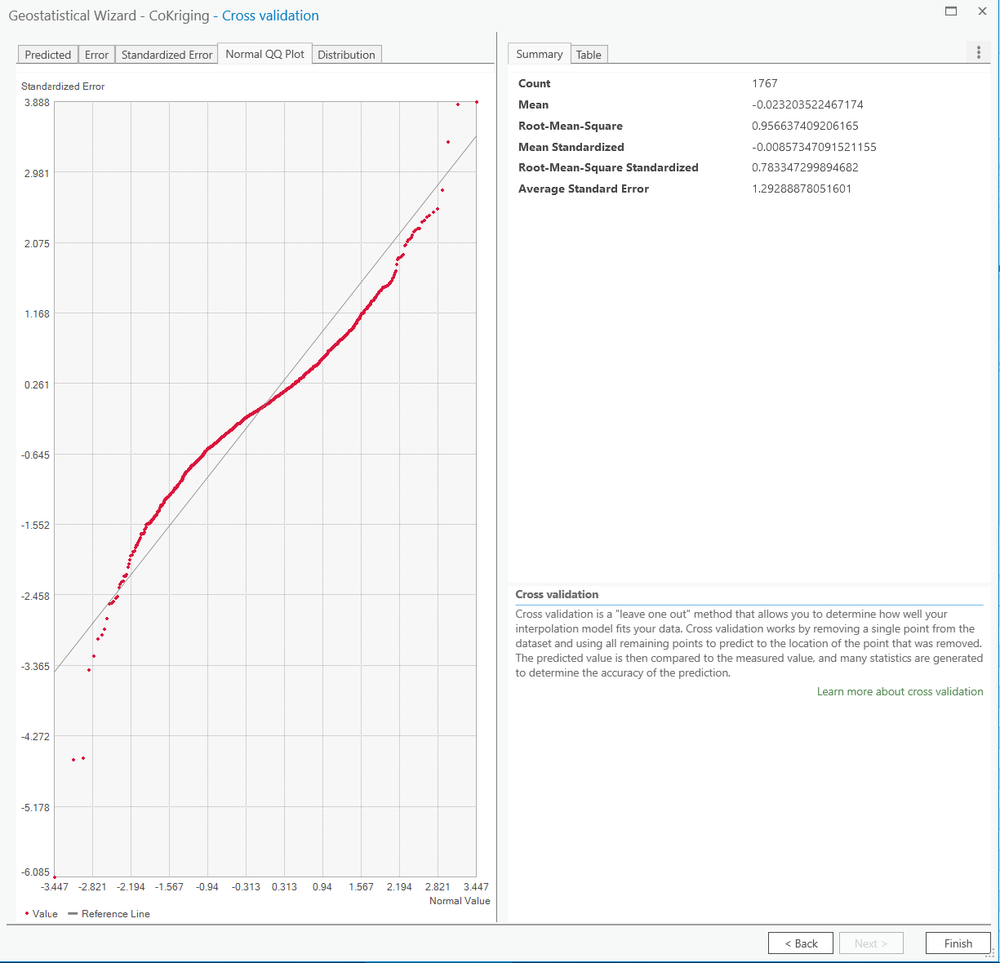 Geostatistical Wizard - CoKriging - Cross validation
Predicted Error Standardized Error Normal QQ Plot Distribution
Standardized Error
3.888
2.981
2.075
1.168
0.261
-0.645
-1.552
-2.458
-3.365
-4.272
-5.178
-6.085
-3.447 -2.821 -2.194 -1.567 -0.94 -0.313 0.313 0.94 1.567 2.194 2.821 3.447
Normal Value
Value Reference Line
Summary Table
Count 1767
Mean -0.023203522467174
Root-Mean-Square 0.956637409206165
Mean Standardized -0.00857347091521155
Root-Mean-Square Standardized 0.783347299894682
Average Standard Error 1.29288878051601
Cross validation
Cross validation is a "leave one out" method that allows you to determine how well your
interpolation model fits your data. Cross validation works by removing a single point from the
dataset and using all remaining points to predict to the location of the point that was removed.
The predicted value is then compared to the measured value, and many statistics are generated
to determine the accuracy of the prediction.
Learn more about cross validation
< Back Next > Finish